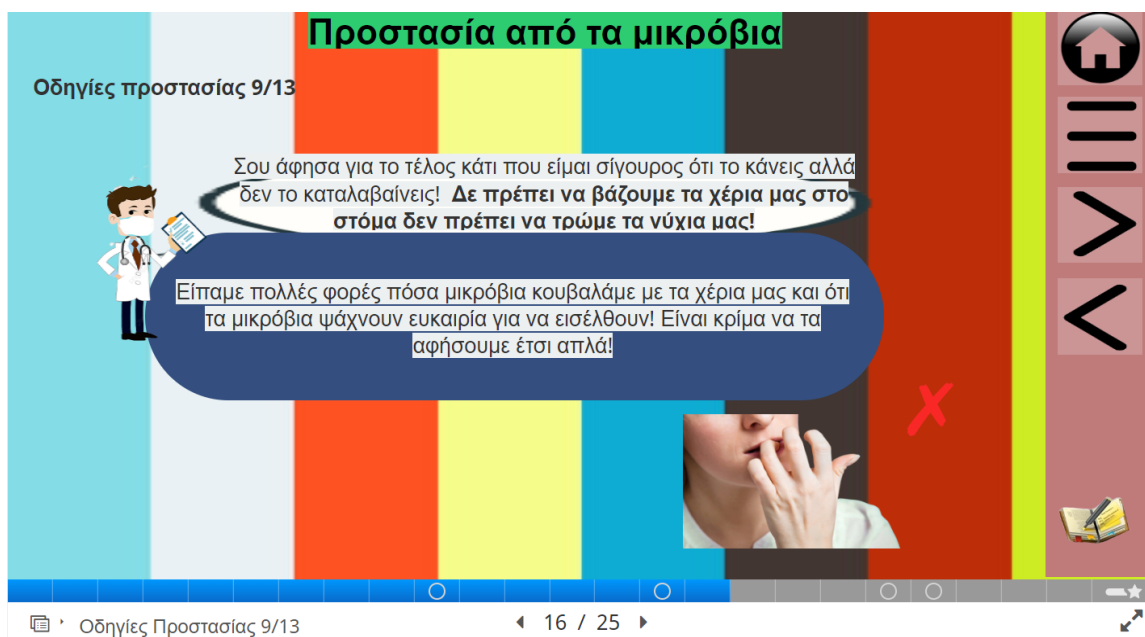 Προστασία από τα μικρόβια
Οδηγίες προστασίας 9/13
Σου άφησα για το τέλος κάτι που είμαι σίγουρος ότι το κάνεις αλλά
δεν το καταλαβαίνεις! Δε πρέπει να βάζουμε τα χέρια μας στο
στόμα δεν πρέπει να τρώμε τα νύχια μας!
Είπαμε πολλές φορές πόσα μικρόβια κουβαλάμε με τα χέρια μας και ότι
τα μικρόβια ψάχνουν ευκαιρία για να εισέλθουν! Είναι κρίμα να τα
αφήσουμε έτσι απλά!
Οδηγίες Προστασίας 9/13
16 / 25